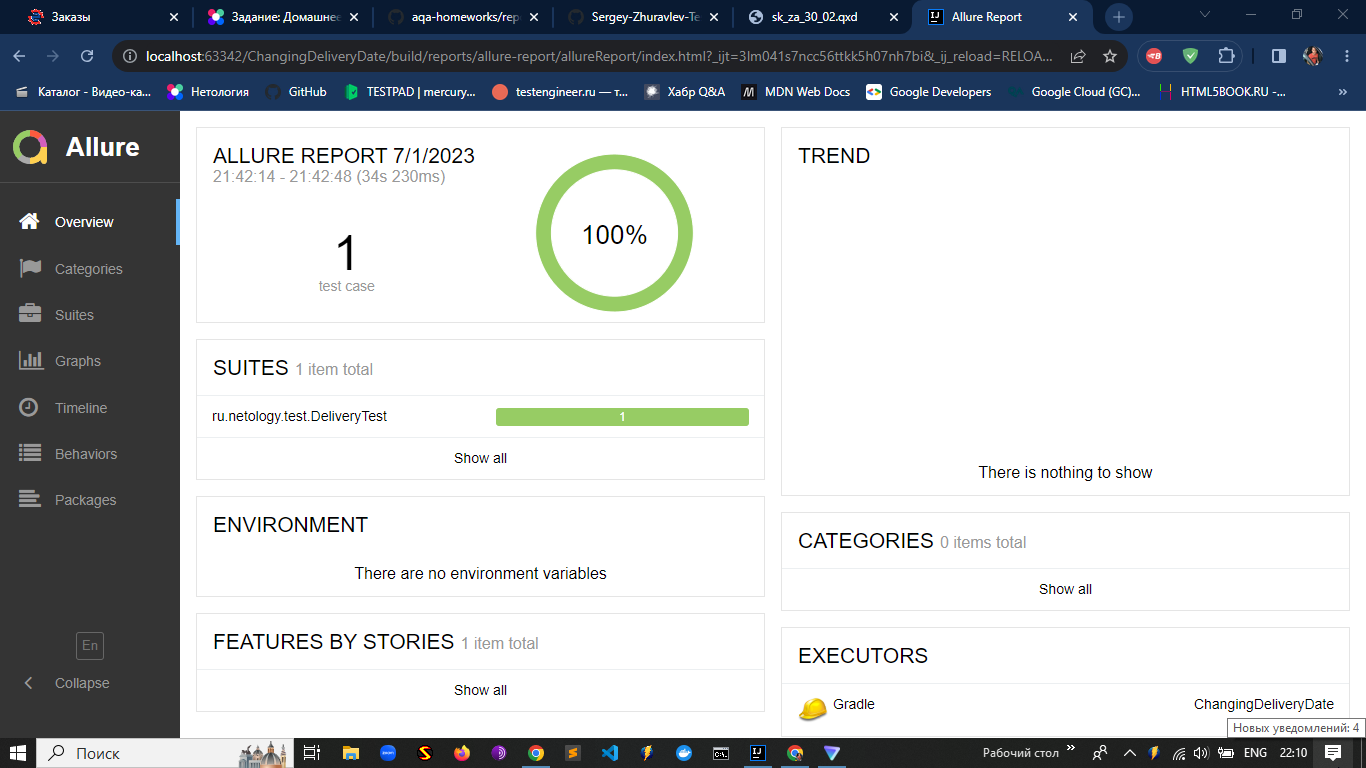 Заказы
Задание: Домашнее
aqa-homeworks/rep
Sergey-Zhuravlev-Te
sk_za_30_02.qxd
Allure Report
localhost:63342/ChangingDeliveryDate/build/reports/allure-report/allureReport/index.html?_ijt=3lm041s7ncc56ttkk5h07nh7bi&_ij_reload=RELOA...
Каталог - Видео-ка...
Нетология
GitHub
TESTPAD | mercury...
testengineer.ru — т...
Хабр Q&A
MDN Web Docs
Google Developers
Google Cloud (GC)...
HTML5BOOK.RU -...
»
Allure
Overview
Categories
Suites
Graphs
Timeline
Behaviors
Packages
En
Collapse
ALLURE REPORT 7/1/2023
21:42:14 - 21:42:48 (34s 230ms)
1
test case
100%
SUITES 1 item total
ru.netology.test.DeliveryTest
1
Show all
ENVIRONMENT
There are no environment variables
FEATURES BY STORIES 1 item total
Show all
TREND
There is nothing to show
CATEGORIES 0 items total
Show all
EXECUTORS
Gradle
ChangingDeliveryDate
Новых уведомлений: 4
Поиск
Рабочий стол
»
ENG
22:10